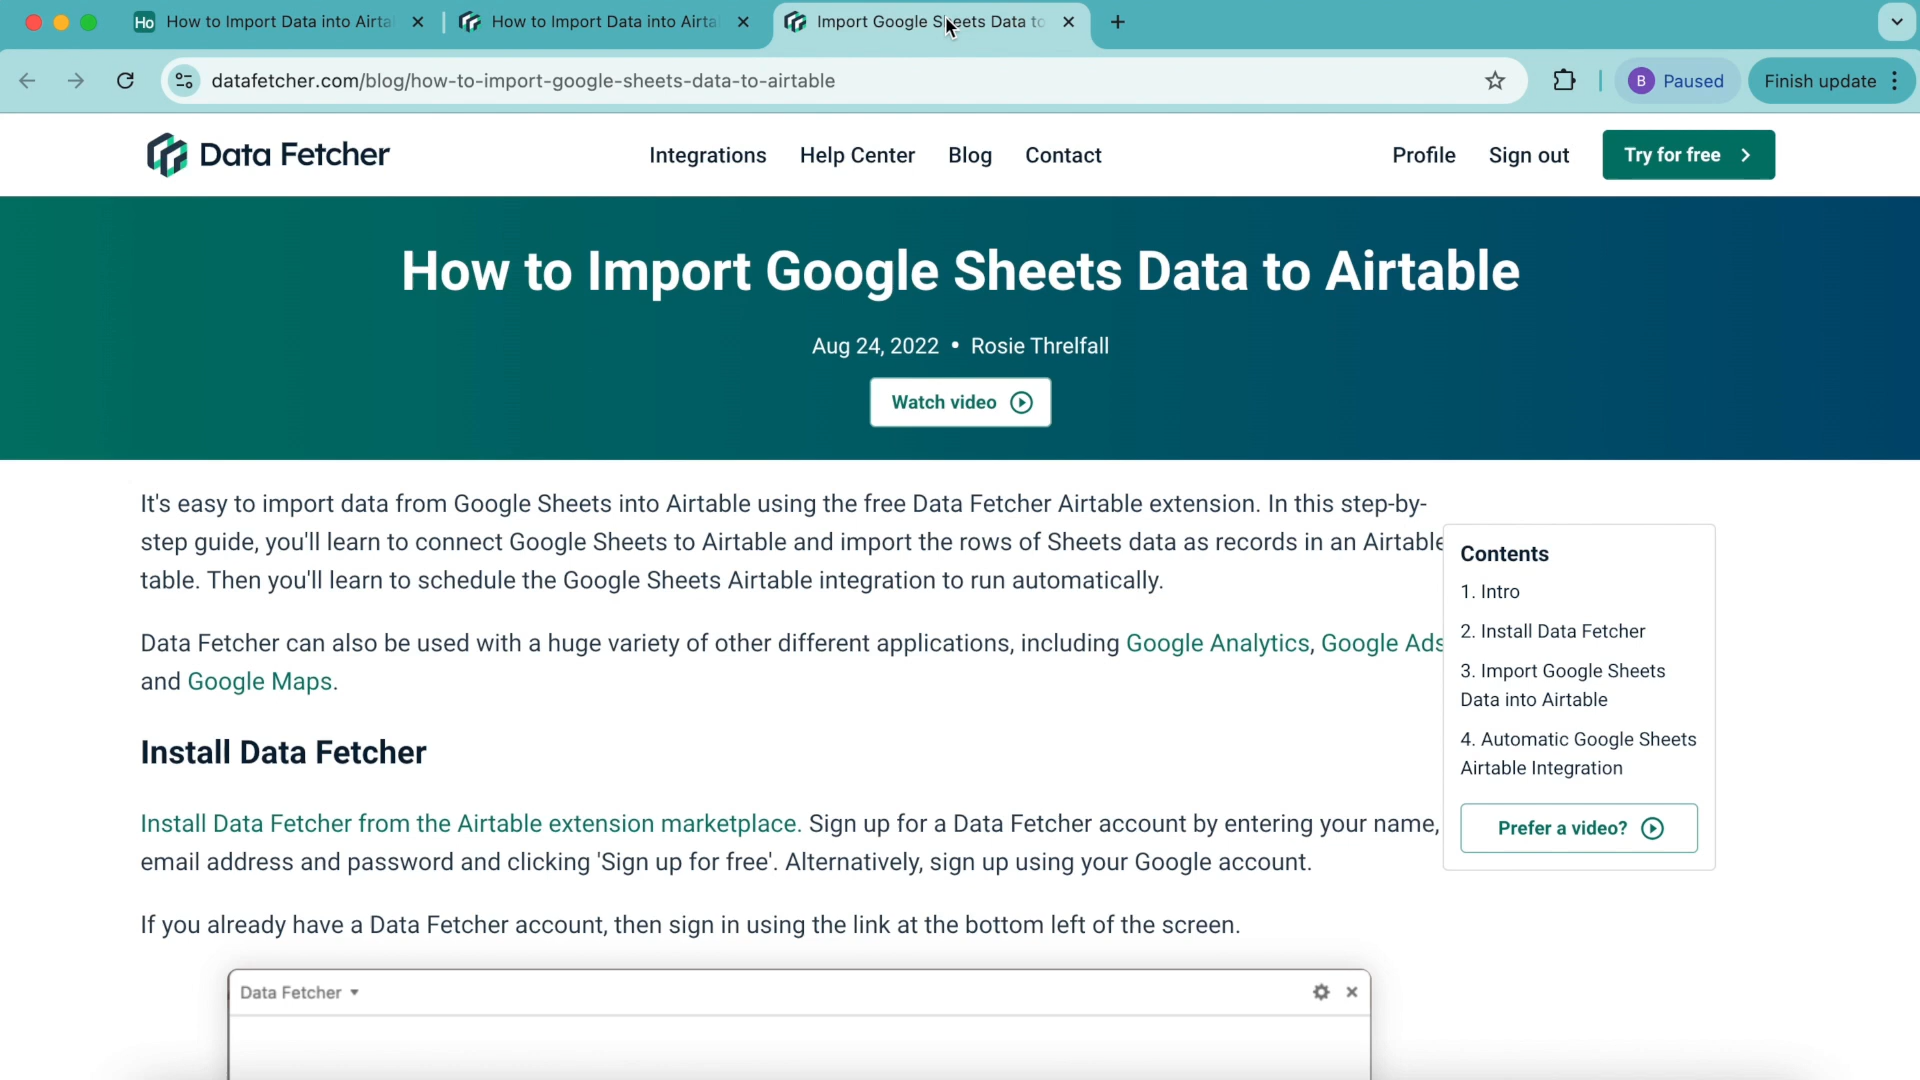 Ho How to Import Data into Airta
How to Import Data into Airta
Import Google Sheets Data to
datafetcher.com/blog/how-to-import-google-sheets-data-to-airtable
B Paused
Finish update
Data Fetcher
Integrations
Help Center
Blog
Contact
Profile
Sign out
Try for free
How to Import Google Sheets Data to Airtable
Aug 24, 2022 • Rosie Threlfall
Watch video
It's easy to import data from Google Sheets into Airtable using the free Data Fetcher Airtable extension. In this step-by-
step guide, you'll learn to connect Google Sheets to Airtable and import the rows of Sheets data as records in an Airtable
table. Then you'll learn to schedule the Google Sheets Airtable integration to run automatically.
Data Fetcher can also be used with a huge variety of other different applications, including Google Analytics, Google Ads
and Google Maps.
Install Data Fetcher
Install Data Fetcher from the Airtable extension marketplace. Sign up for a Data Fetcher account by entering your name,
email address and password and clicking 'Sign up for free'. Alternatively, sign up using your Google account.
If you already have a Data Fetcher account, then sign in using the link at the bottom left of the screen.
Data Fetcher
Contents
1. Intro
2. Install Data Fetcher
3. Import Google Sheets
Data into Airtable
4. Automatic Google Sheets
Airtable Integration
Prefer a video?